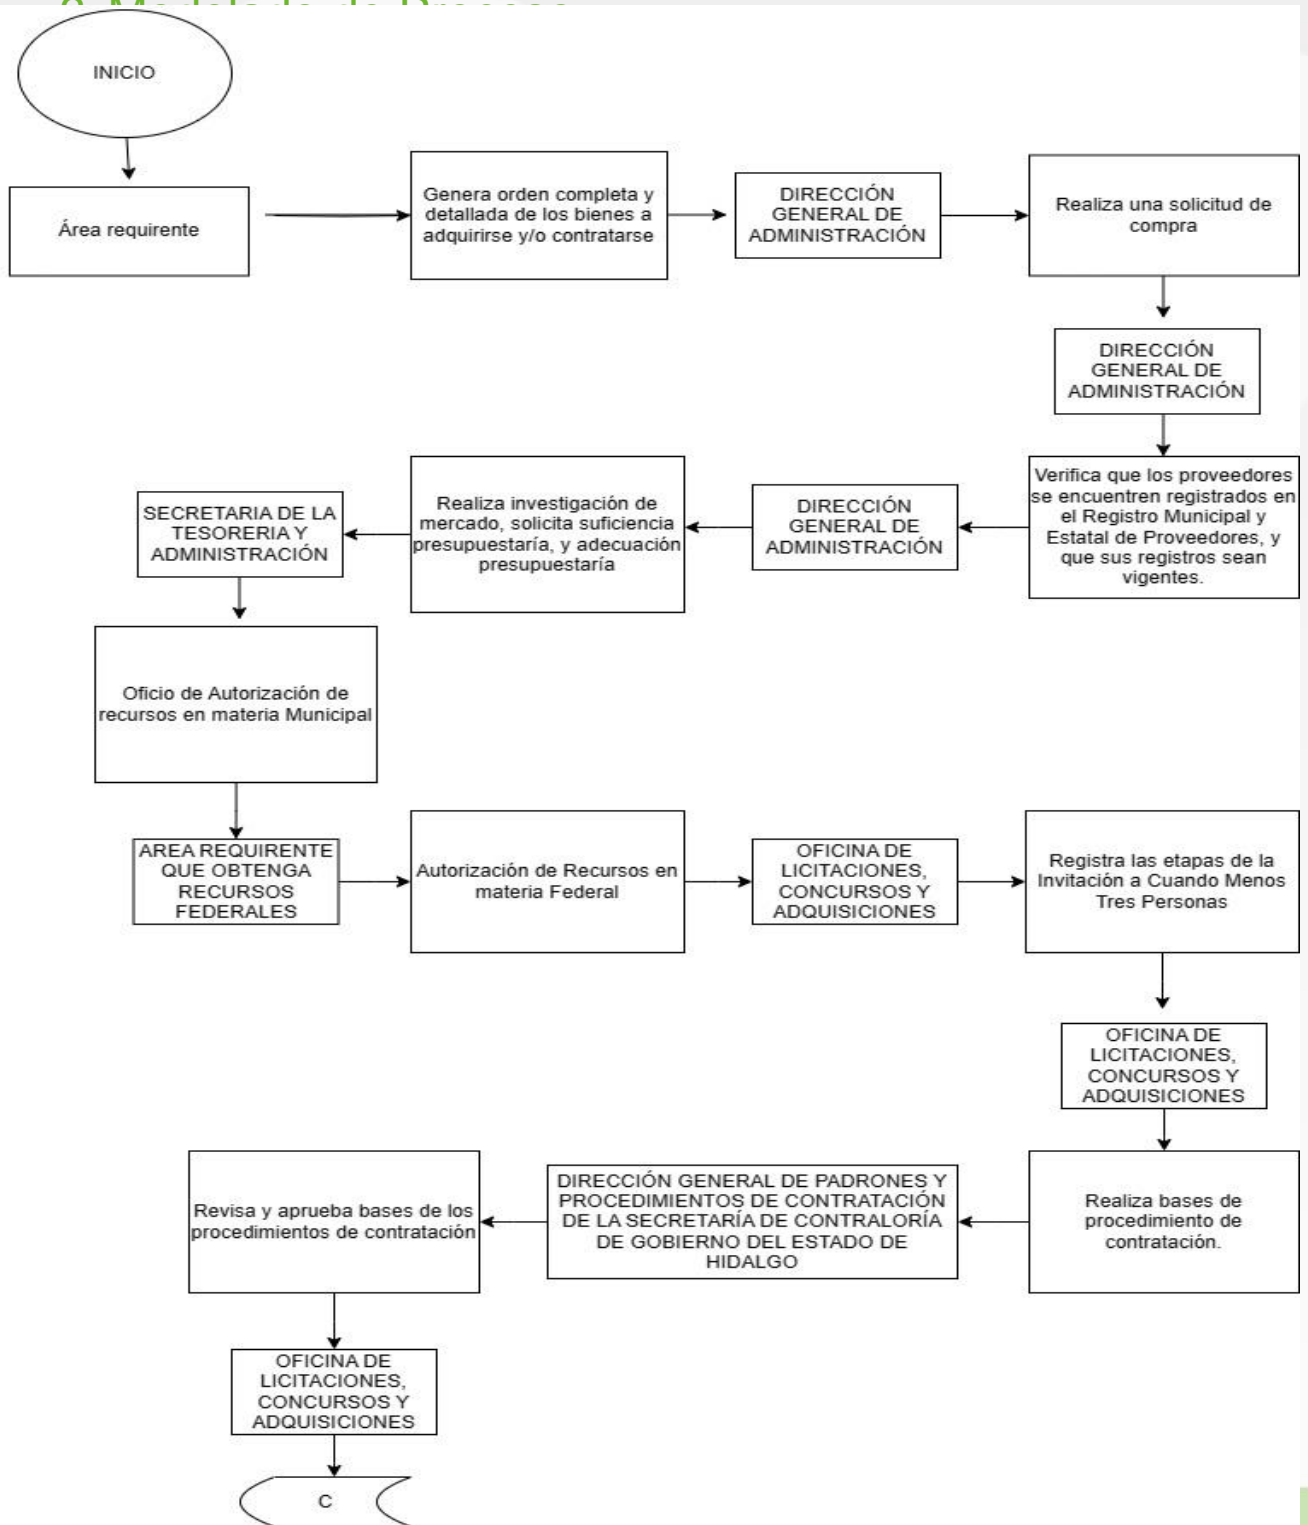 INICIO
Área requirente
Genera orden completa y
detallada de los bienes a
adquirirse y/o contratarse
DIRECCIÓN
GENERAL DE
ADMINISTRACIÓN
Realiza una solicitud de
compra
DIRECCIÓN
GENERAL DE
ADMINISTRACIÓN
Verifica que los proveedores
se encuentren registrados en
el Registro Municipal y
Estatal de Proveedores, y
que sus registros sean
vigentes.
DIRECCIÓN
GENERAL DE
ADMINISTRACIÓN
Realiza investigación de
mercado, solicita suficiencia
presupuestaría, y adecuación
presupuestaría
SECRETARIA DE LA
TESORERIA Y
ADMINISTRACIÓN
Oficio de Autorización de
recursos en materia Municipal
AREA REQUIRENTE
QUE OBTENGA
RECURSOS
FEDERALES
Autorización de Recursos en
materia Federal
OFICINA DE
LICITACIONES,
CONCURSOS Y
ADQUISICIONES
Registra las etapas de la
Invitación a Cuando Menos
Tres Personas
OFICINA DE
LICITACIONES,
CONCURSOS Y
ADQUISICIONES
Realiza bases de
procedimiento de
contratación.
DIRECCIÓN GENERAL DE PADRONES Y
PROCEDIMIENTOS DE CONTRATACIÓN
DE LA SECRETARÍA DE CONTRALORÍA
DE GOBIERNO DEL ESTADO DE
HIDALGO
Revisa y aprueba bases de los
procedimientos de contratación
OFICINA DE
LICITACIONES,
CONCURSOS Y
ADQUISICIONES
C